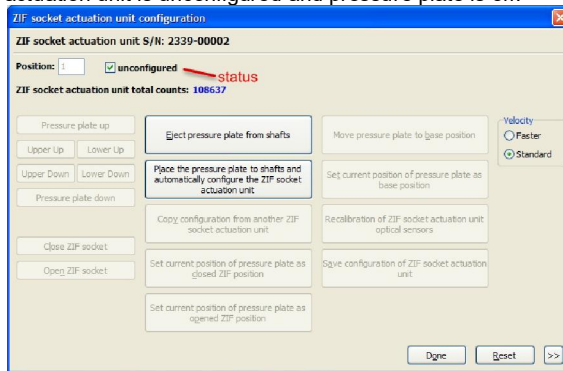 actuation unit is unconfigured and pressure plate is
ZIF socket actuation unit configuration
ZIF socket actuation unit S/N: 2339-00002
Position: 1 unconfigured status
ZIF socket actuation unit total counts: 108637
Pressure plate up
Upper Up Lower Up
Upper Down Lower Down
Pressure plate down
Close ZIF socket
Open ZIF socket
Eject pressure plate from shafts
Place the pressure plate to shafts and
automatically configure the ZIF socket
actuation unit
Copy configuration from another ZIF
socket actuation unit
Set current position of pressure plate as
closed ZIF position
Set current position of pressure plate as
opened ZIF position
Move pressure plate to base position
Set current position of pressure plate as
base position
Recalibration of ZIF socket actuation unit
optical sensors
Save configuration of ZIF socket actuation
unit
Velocity
Faster
Standard
Done Reset >>